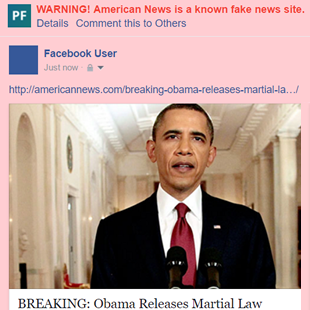 PF
WARNING! American News is a known fake news site.
Details Comment this to Others
Facebook User
Just now ·
http://americannews.com/breaking-obama-releases-martial-la…/
BREAKING: Obama Releases Martial Law